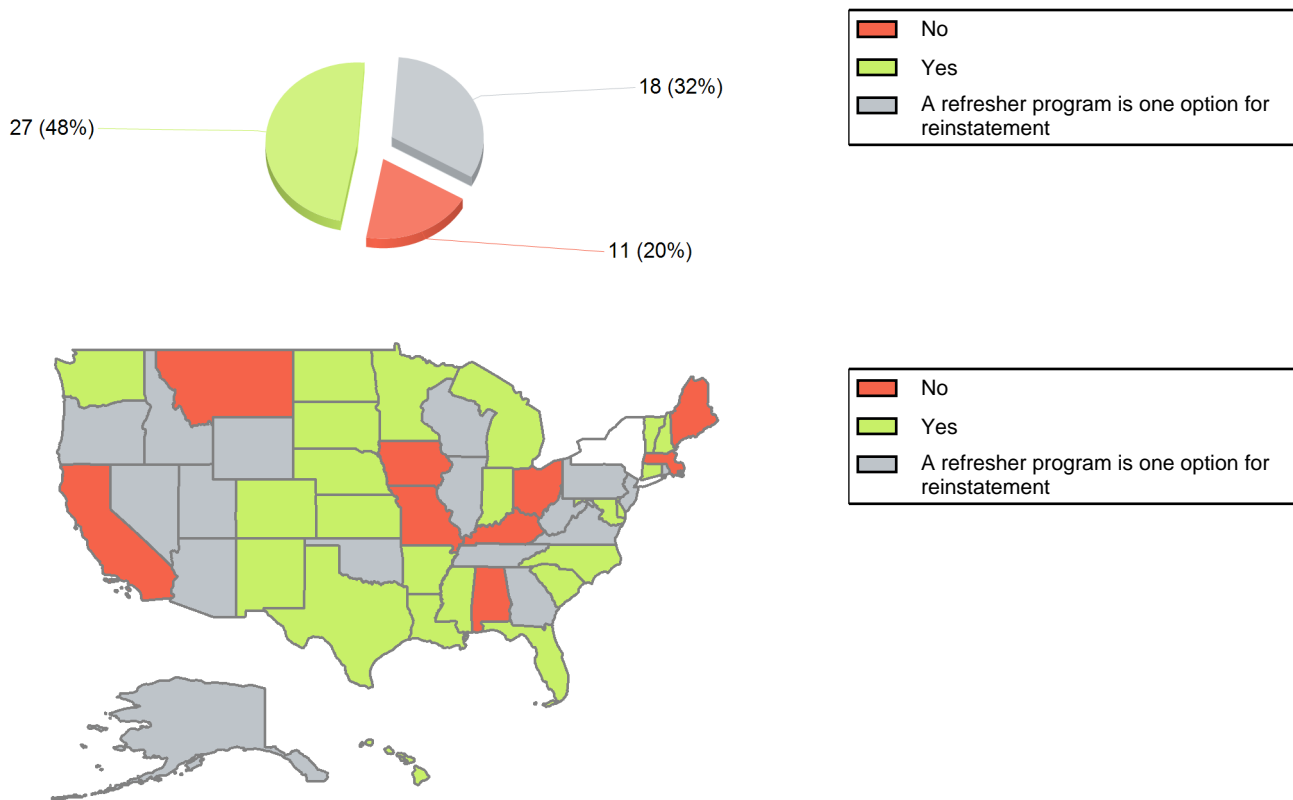 18 (32%)
27 (48%)
11 (20%)
No
Yes
A refresher program is one option for
reinstatement
No
Yes
A refresher program is one option for
reinstatement